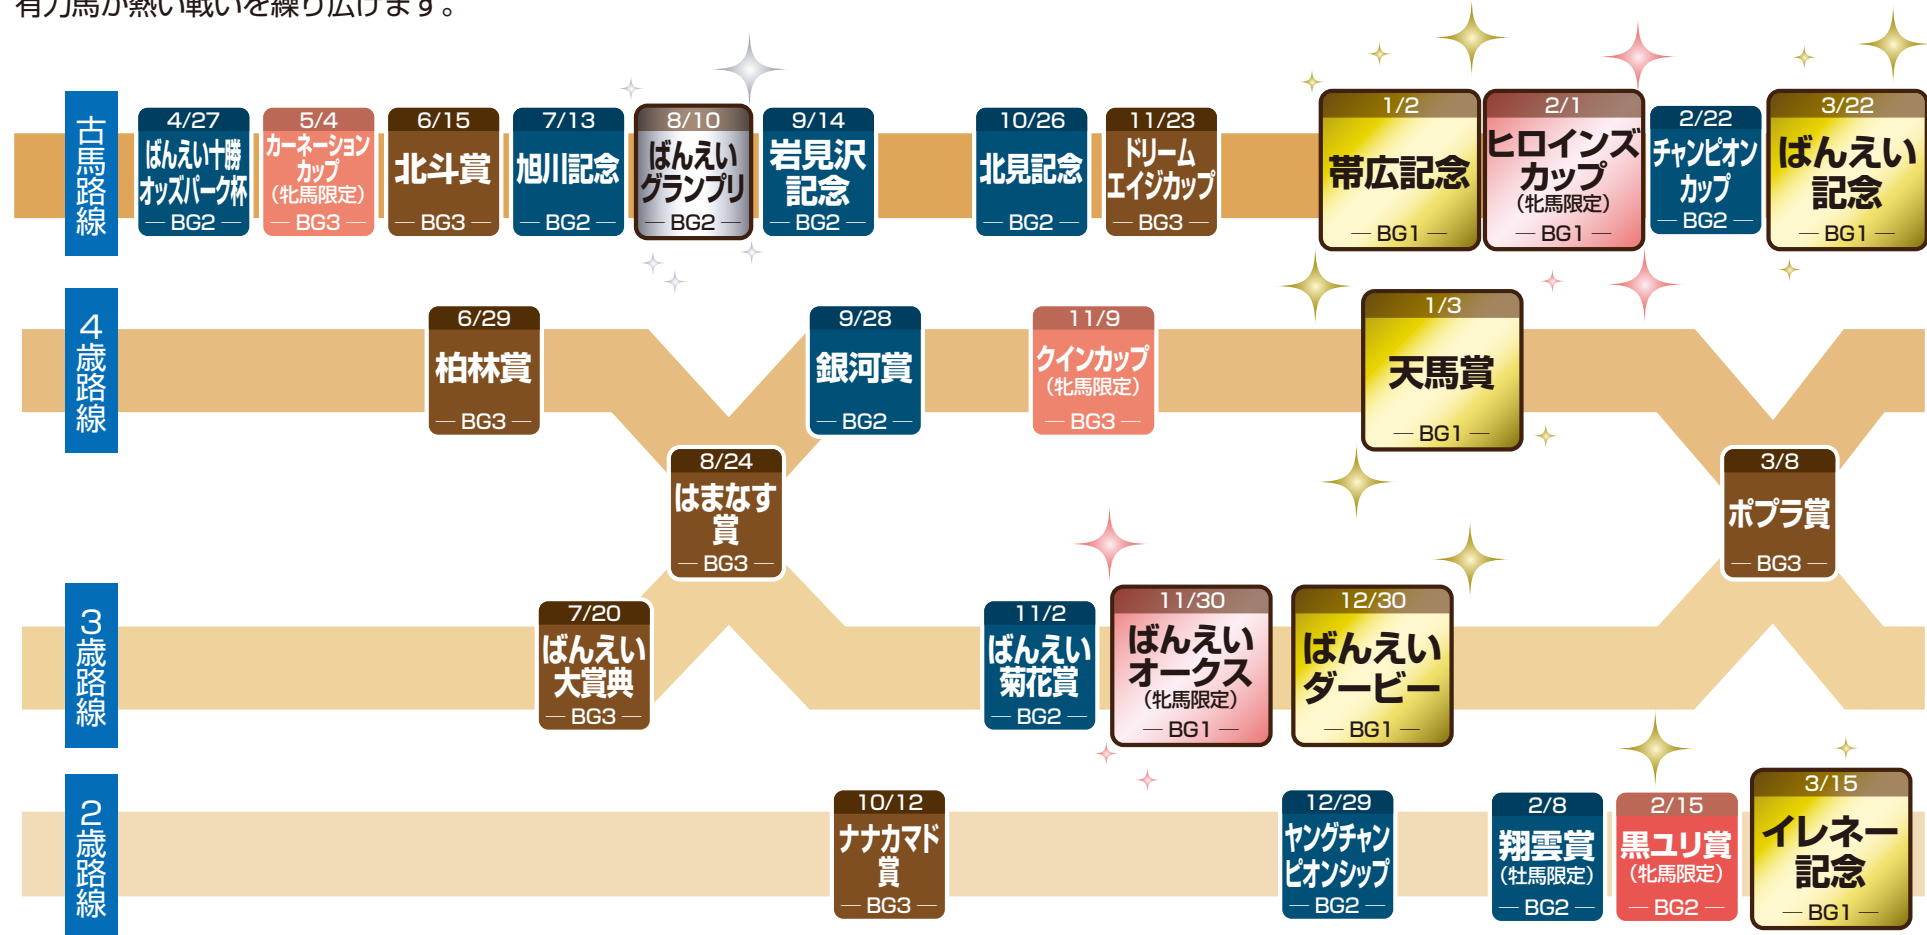 有力馬が熱い戦いを繰り広げます。
古馬路線
4/27
ばんえい十勝
オッズパーク杯
BG2
5/4
カーネーション
カップ
(牝馬限定)
BG3
6/15
北斗賞
BG3
7/13
旭川記念
BG2
8/10
ばんえい
グランプリ
BG2
9/14
岩見沢
記念
BG2
10/26
北見記念
BG2
11/23
ドリーム
エイジカップ
BG3
1/2
帯広記念
BG1
2/1
ヒロインズ
カップ
(牝馬限定)
BG1
2/22
チャンピオン
カップ
BG2
3/22
ばんえい
記念
BG1
4歳路線
6/29
柏林賞
BG3
9/28
銀河賞
BG2
11/9
クインカップ
(牝馬限定)
BG3
1/3
天馬賞
BG1
8/24
はまなす
賞
BG3
3/8
ポプラ賞
BG3
3歳路線
7/20
ばんえい
大賞典
BG3
11/2
ばんえい
菊花賞
BG2
11/30
ばんえい
オークス
(牝馬限定)
BG1
12/30
ばんえい
ダービー
BG1
2歳路線
10/12
ナナカマド
賞
BG3
12/29
ヤングチャン
ピオンシップ
BG2
2/8
翔雲賞
(牡馬限定)
BG2
2/15
黒ユリ賞
(牝馬限定)
BG2
3/15
イレネー
記念
BG1